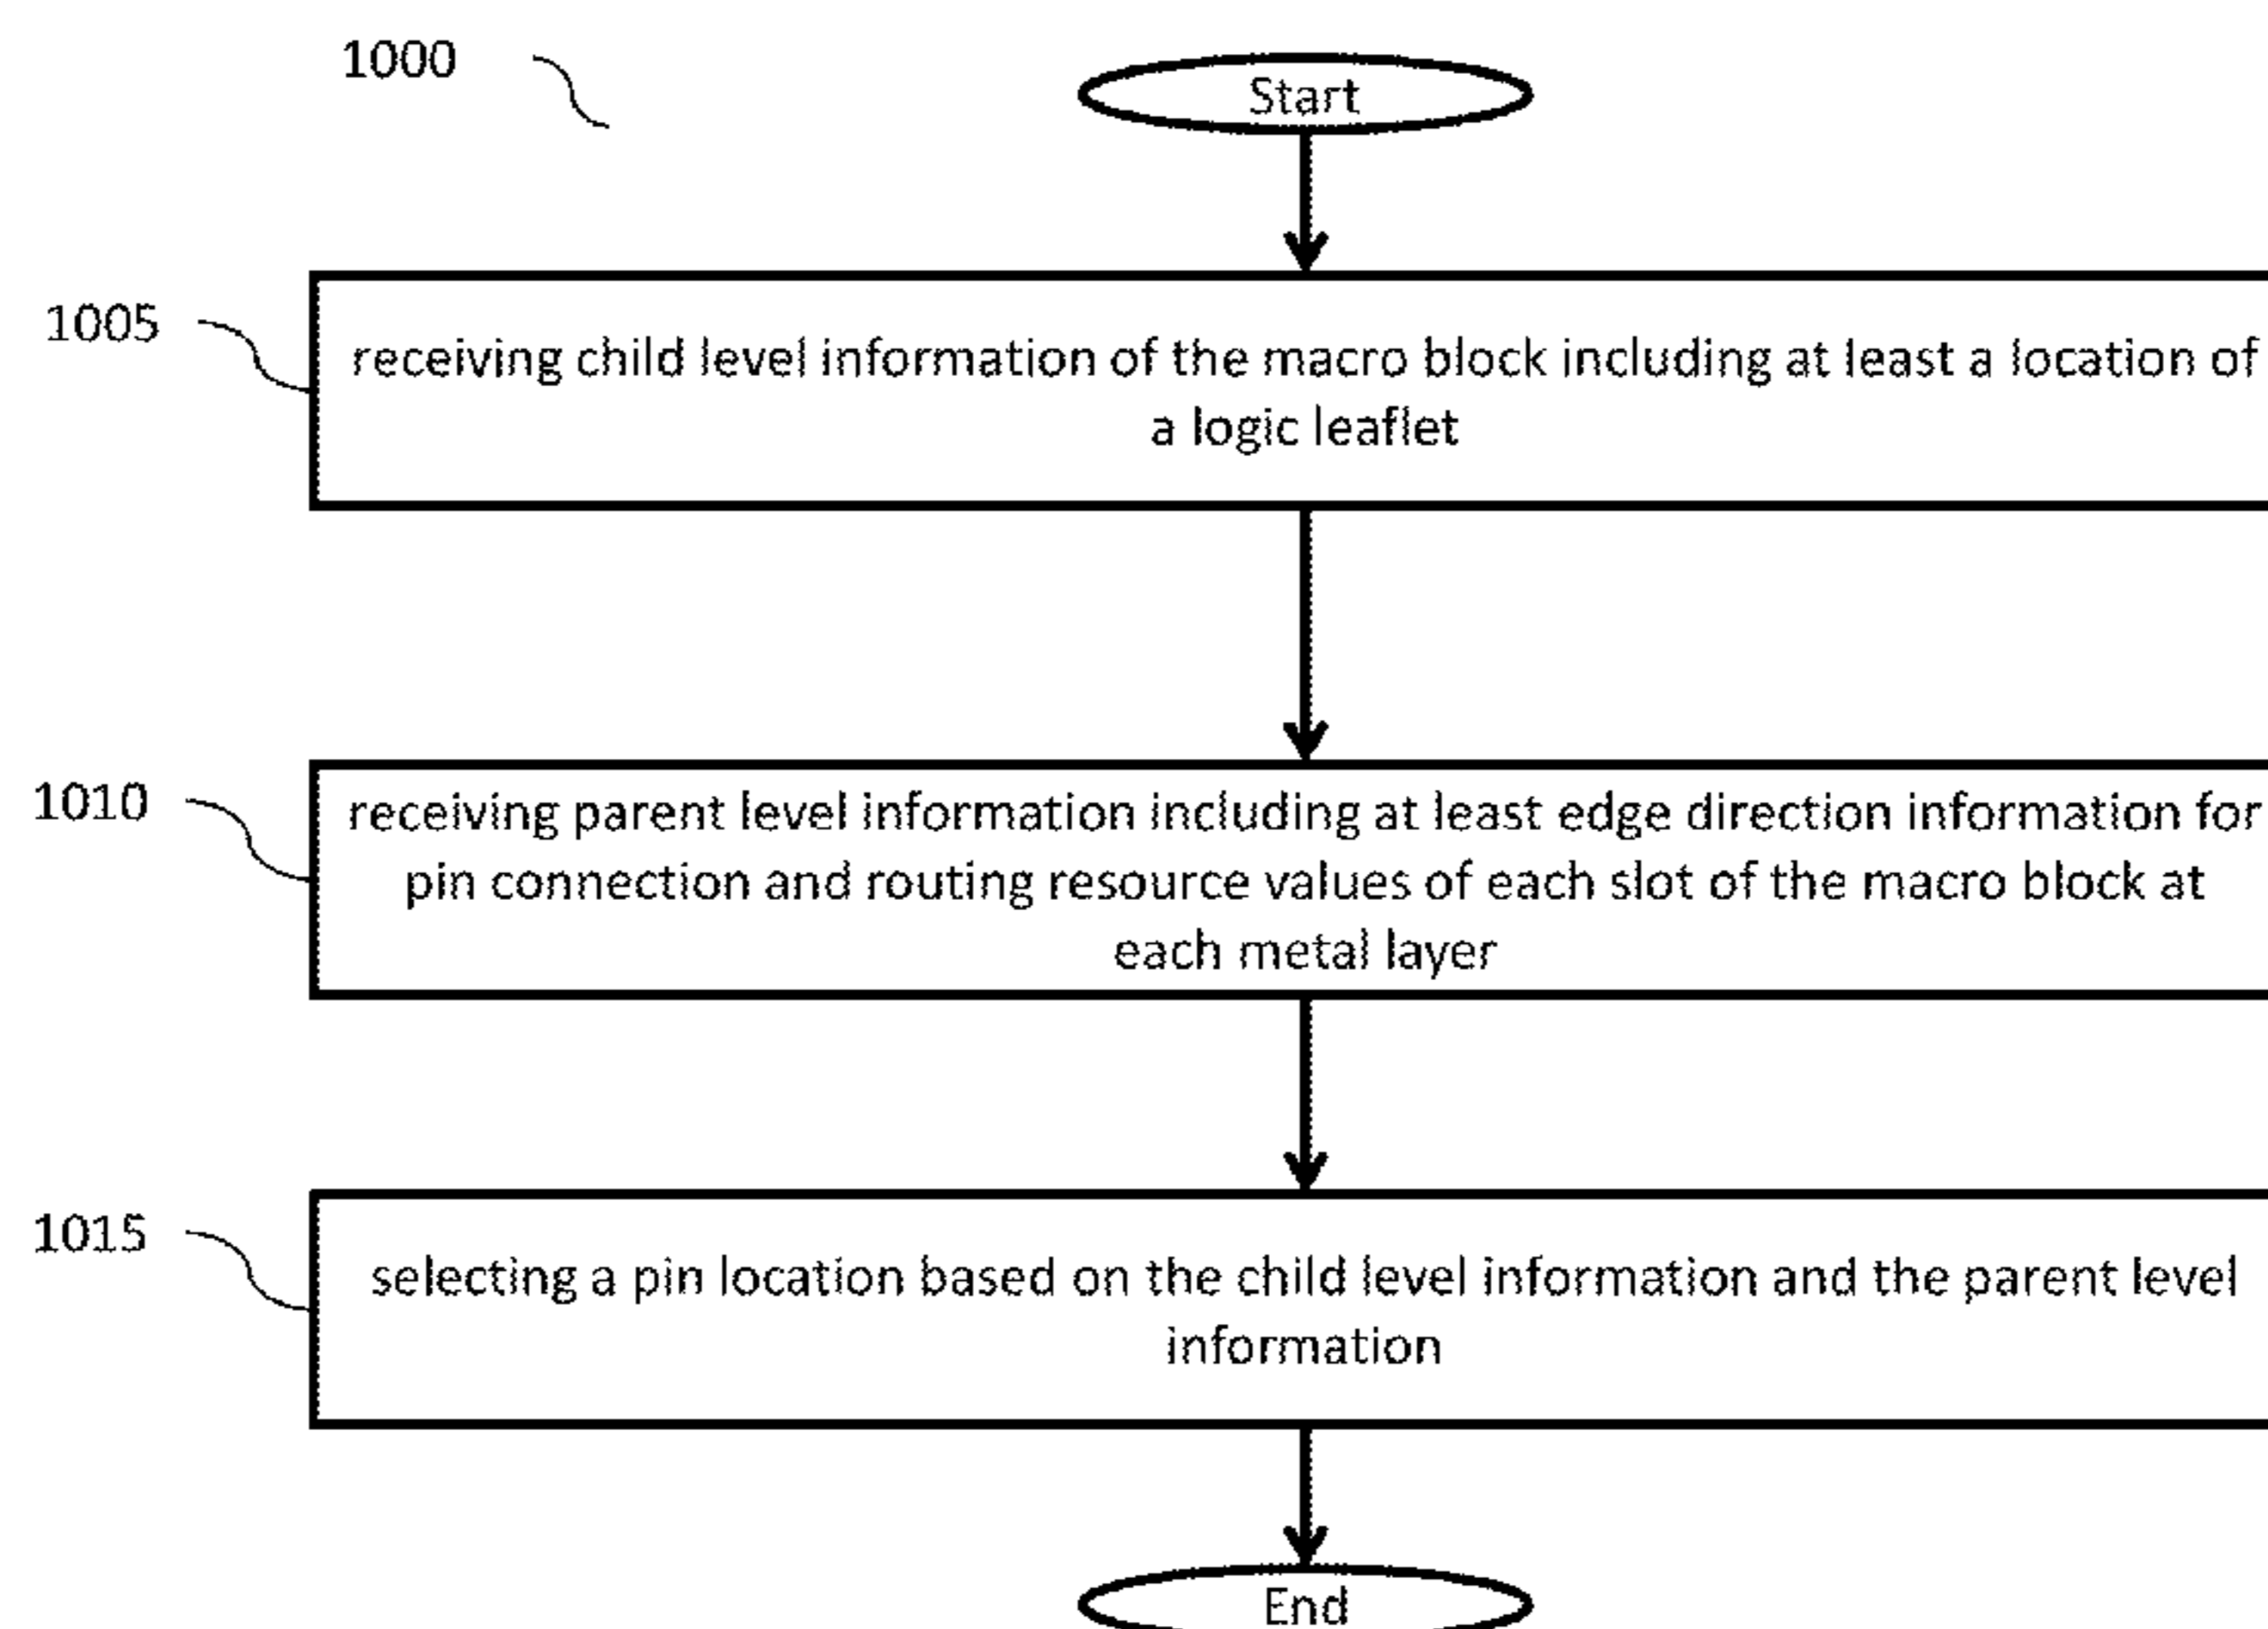 1000
Start
1005
receiving child level information of the macro block including at least a location of
a logic leaflet
1010
receiving parent level information including at least edge direction information for
pin connection and routing resource values of each slot of the macro block at
each metal layer
1015
selecting a pin location based on the child level information and the parent level
information
End